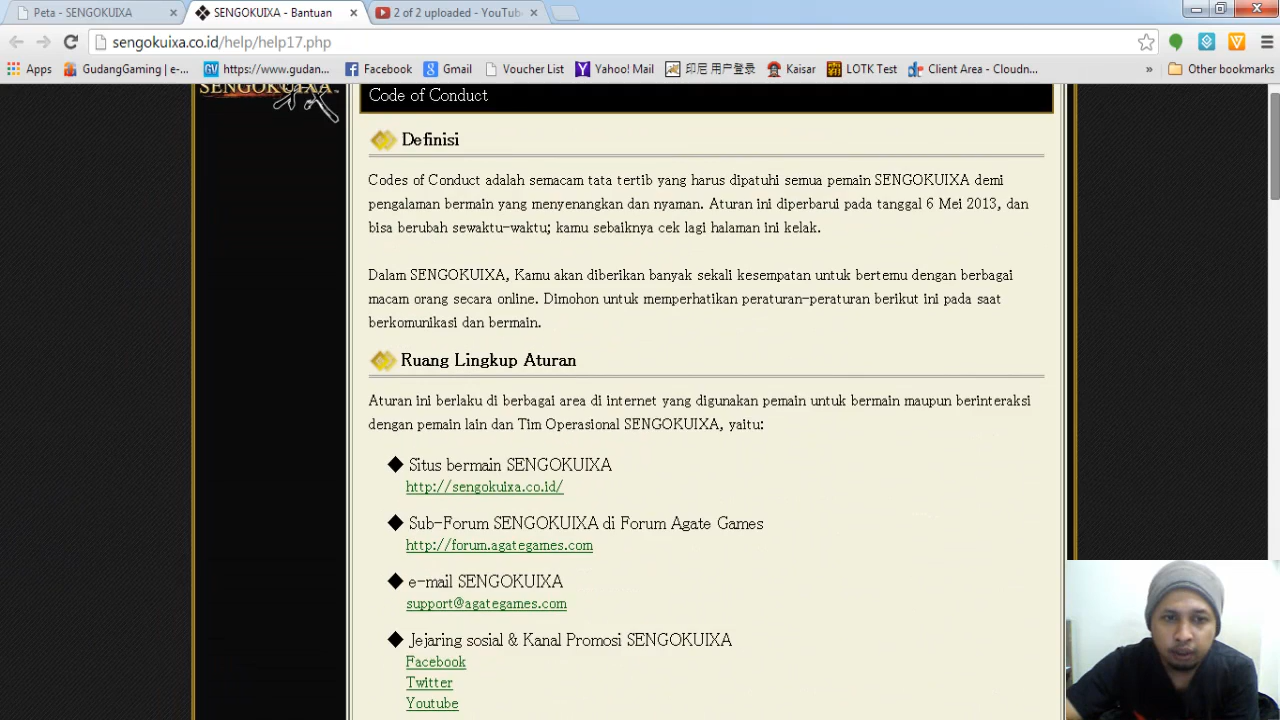 Peta - SENGOKUIXA
SENGOKUIXA - Bantuan
2 of 2 uploaded - YouTub
sengokuixa.co.id/help/help17.php
Apps
GudangGaming | e-...
https://www.gudan...
Facebook
Gmail
Voucher List
Yahoo! Mail
印尼 用户登录
Kaisar
LOTK Test
Client Area - Cloudn...
»
Other bookmarks
SENGOKUIXA
Code of Conduct
Definisi
Codes of Conduct adalah semacam tata tertib yang harus dipatuhi semua pemain SENGOKUIXA demi
pengalaman bermain yang menyenangkan dan nyaman. Aturan ini diperbarui pada tanggal 6 Mei 2013, dan
bisa berubah sewaktu-waktu; kamu sebaiknya cek lagi halaman ini kelak.
Dalam SENGOKUIXA, Kamu akan diberikan banyak sekali kesempatan untuk bertemu dengan berbagai
macam orang secara online. Dimohon untuk memperhatikan peraturan-peraturan berikut ini pada saat
berkomunikasi dan bermain.
Ruang Lingkup Aturan
Aturan ini berlaku di berbagai area di internet yang digunakan pemain untuk bermain maupun berinteraksi
dengan pemain lain dan Tim Operasional SENGOKUIXA, yaitu:
◆ Situs bermain SENGOKUIXA
http://sengokuixa.co.id/
◆ Sub-Forum SENGOKUIXA di Forum Agate Games
http://forum.agategames.com
◆ e-mail SENGOKUIXA
support@agategames.com
◆ Jejaring sosial & Kanal Promosi SENGOKUIXA
Facebook
Twitter
Youtube